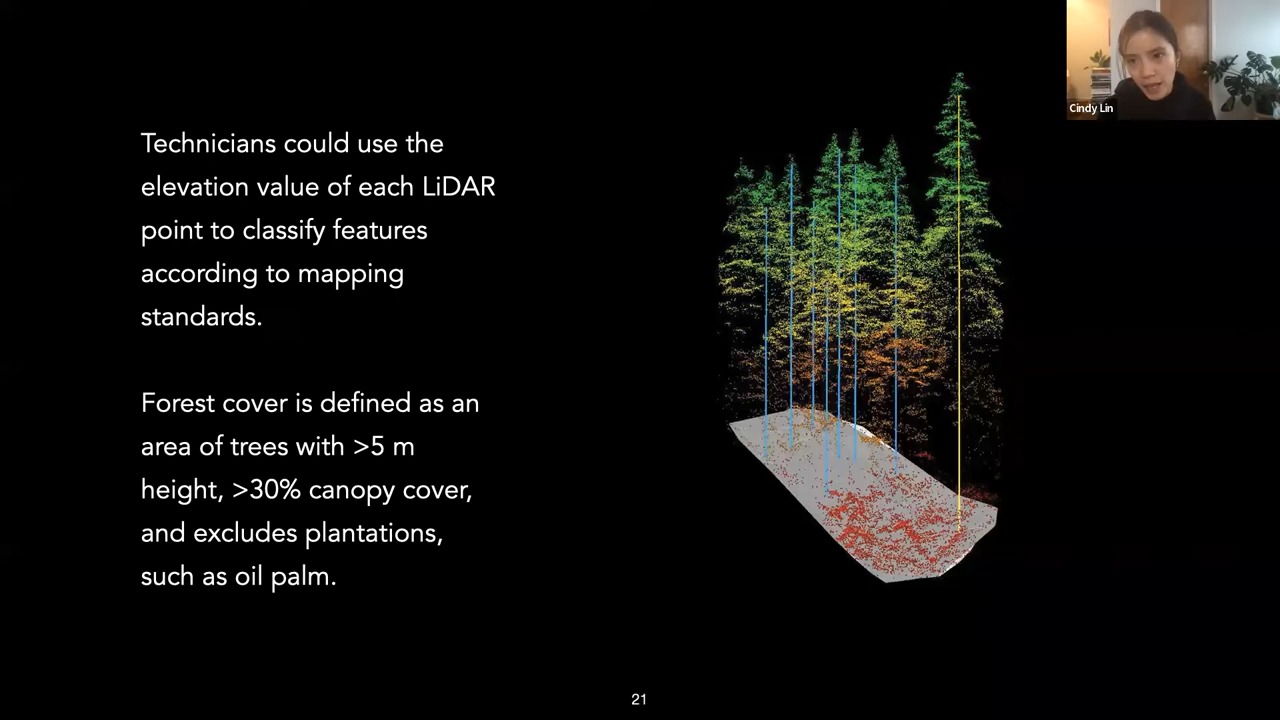 Technicians could use the
elevation value of each LiDAR
point to classify features
according to mapping
standards.
Forest cover is defined as an
area of trees with >5 m
height, >30% canopy cover,
and excludes plantations,
such as oil palm.
Cindy Lin
21